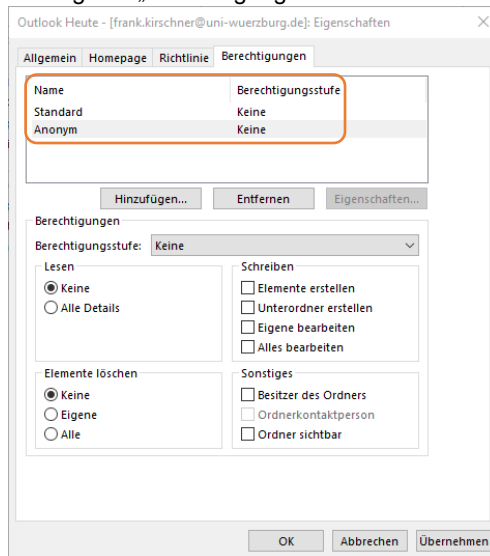 Outlook Heute - [frank.kirschner@uni-wuerzburg.de]: Eigenschaften
Allgemein Homepage Richtlinie Berechtigungen
Name Berechtigungsstufe
Standard Keine
Anonym Keine
Hinzufügen... Entfernen Eigenschaften...
Berechtigungen
Berechtigungsstufe: Keine
Lesen Schreiben
Keine Elemente erstellen
Alle Details Unterordner erstellen
Eigene bearbeiten
Alles bearbeiten
Elemente löschen Sonstiges
Keine Besitzer des Ordners
Eigene Ordnerkontaktperson
Alle Ordner sichtbar
OK Abbrechen Übernehmen